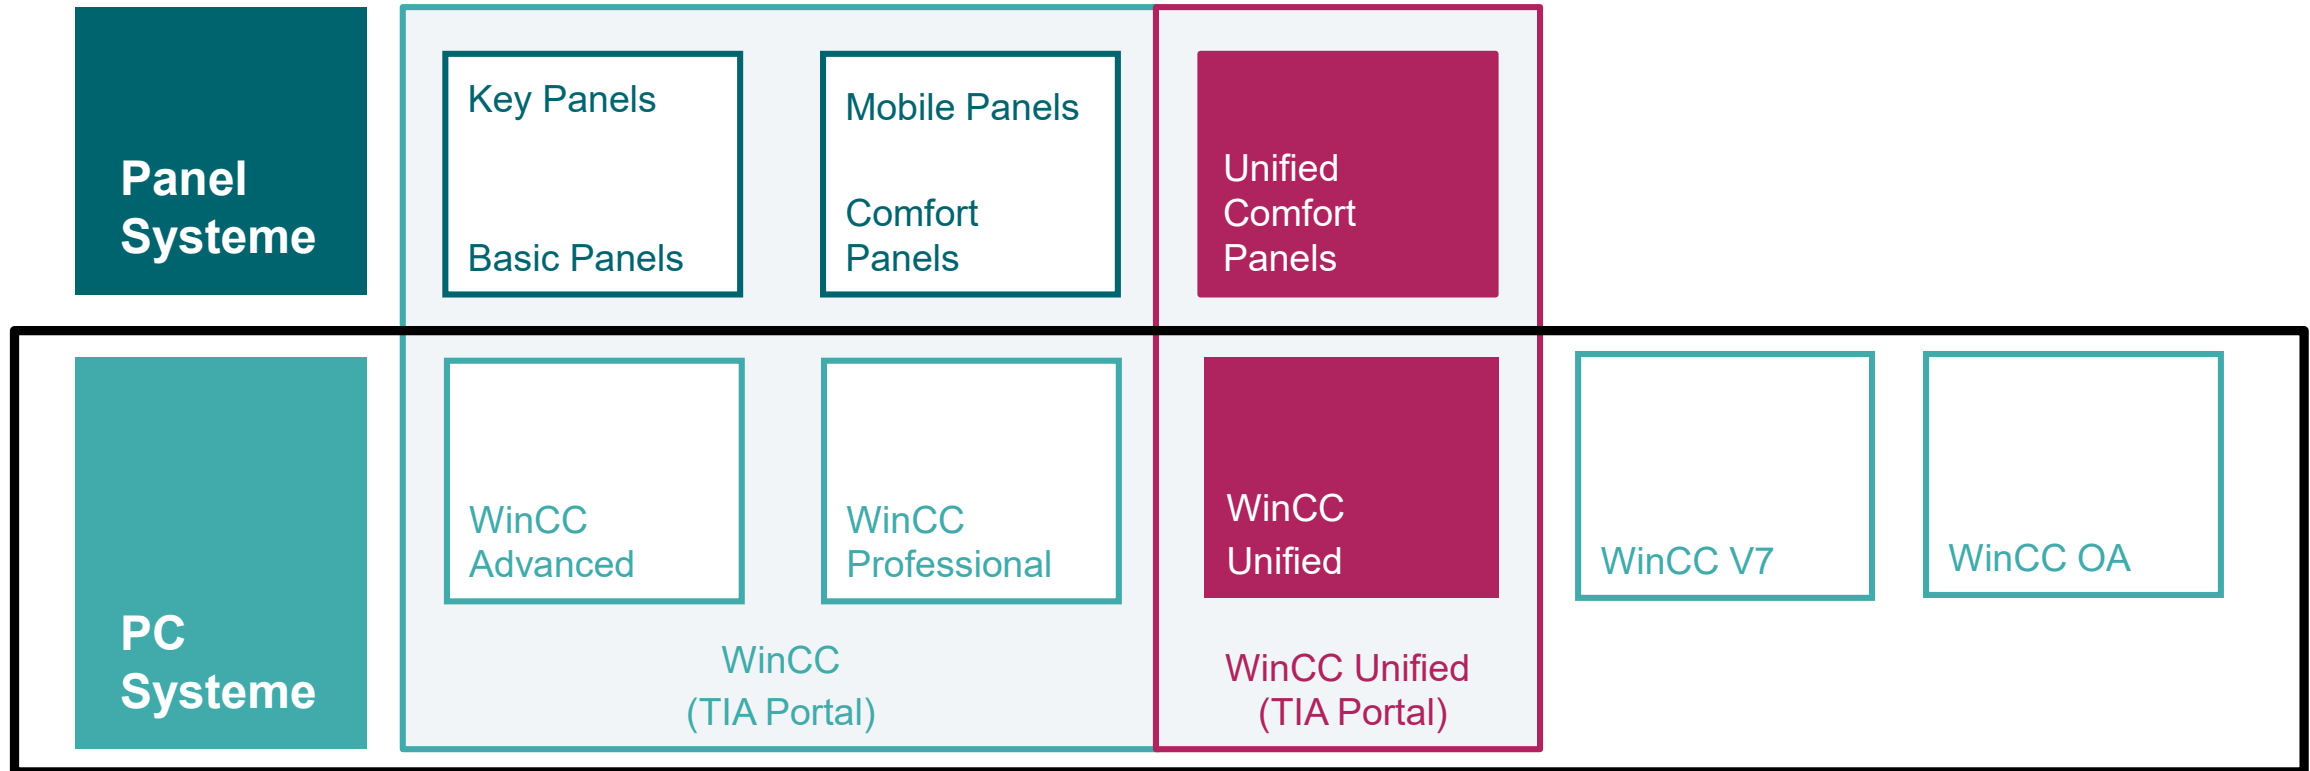 Panel
Systeme
Key Panels
Basic Panels
Mobile Panels
Comfort
Panels
Unified
Comfort
Panels
PC
Systeme
WinCC
Advanced
WinCC
Professional
WinCC
(TIA Portal)
WinCC
Unified
WinCC Unified
(TIA Portal)
WinCC V7
WinCC OA